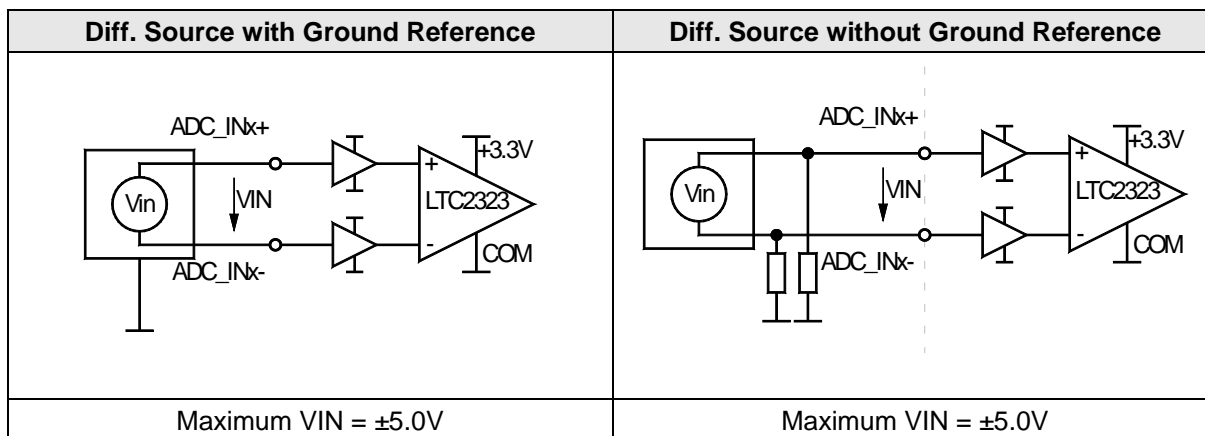 Diff. Source with Ground Reference
Diff. Source without Ground Reference
ADC_INx+
+3.3V
Vin
VIN
LTC2323
+
-
COM
ADC_INx-
ADC_INx+
+3.3V
Vin
VIN
LTC2323
+
-
COM
ADC_INx-
Maximum VIN = ±5.0V
Maximum VIN = ±5.0V